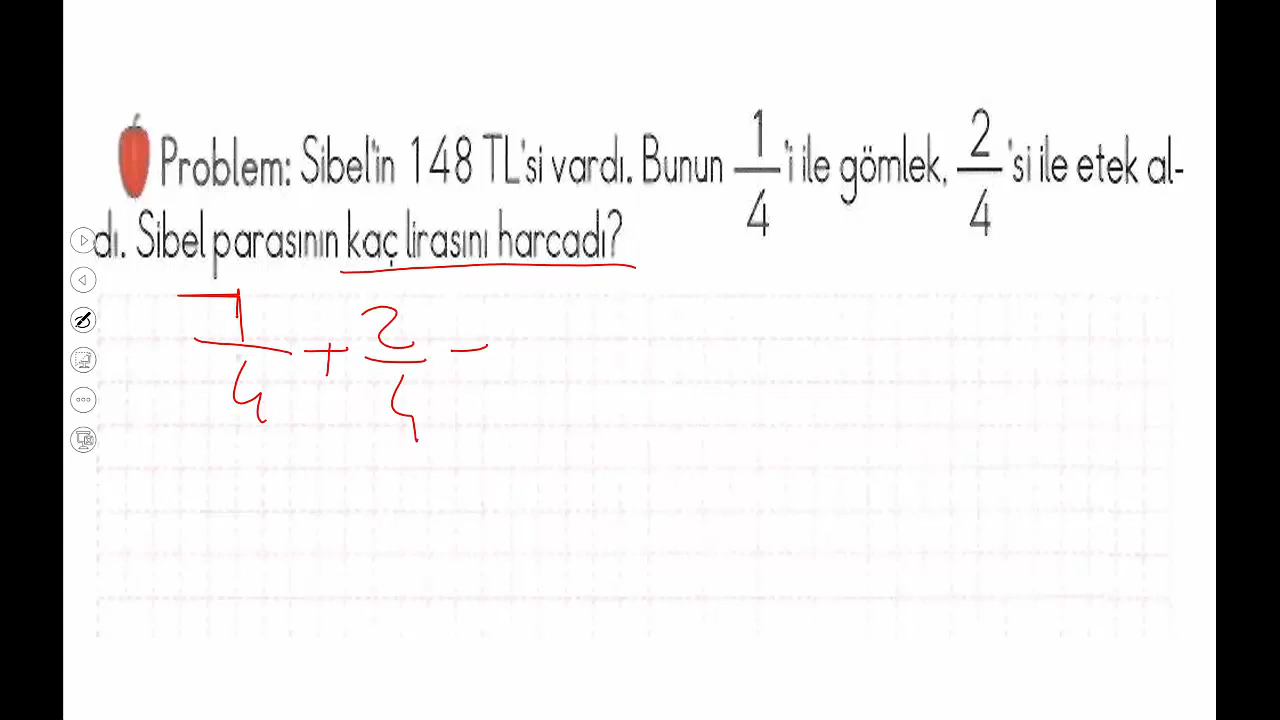 Problem: Sibel'in 148 TL'si vardı. Bunun 1/4 'i ile gömlek, 2/4 'si ile etek al-
dı. Sibel parasının kaç lirasını harcadı?
1/4 + 2/4 =